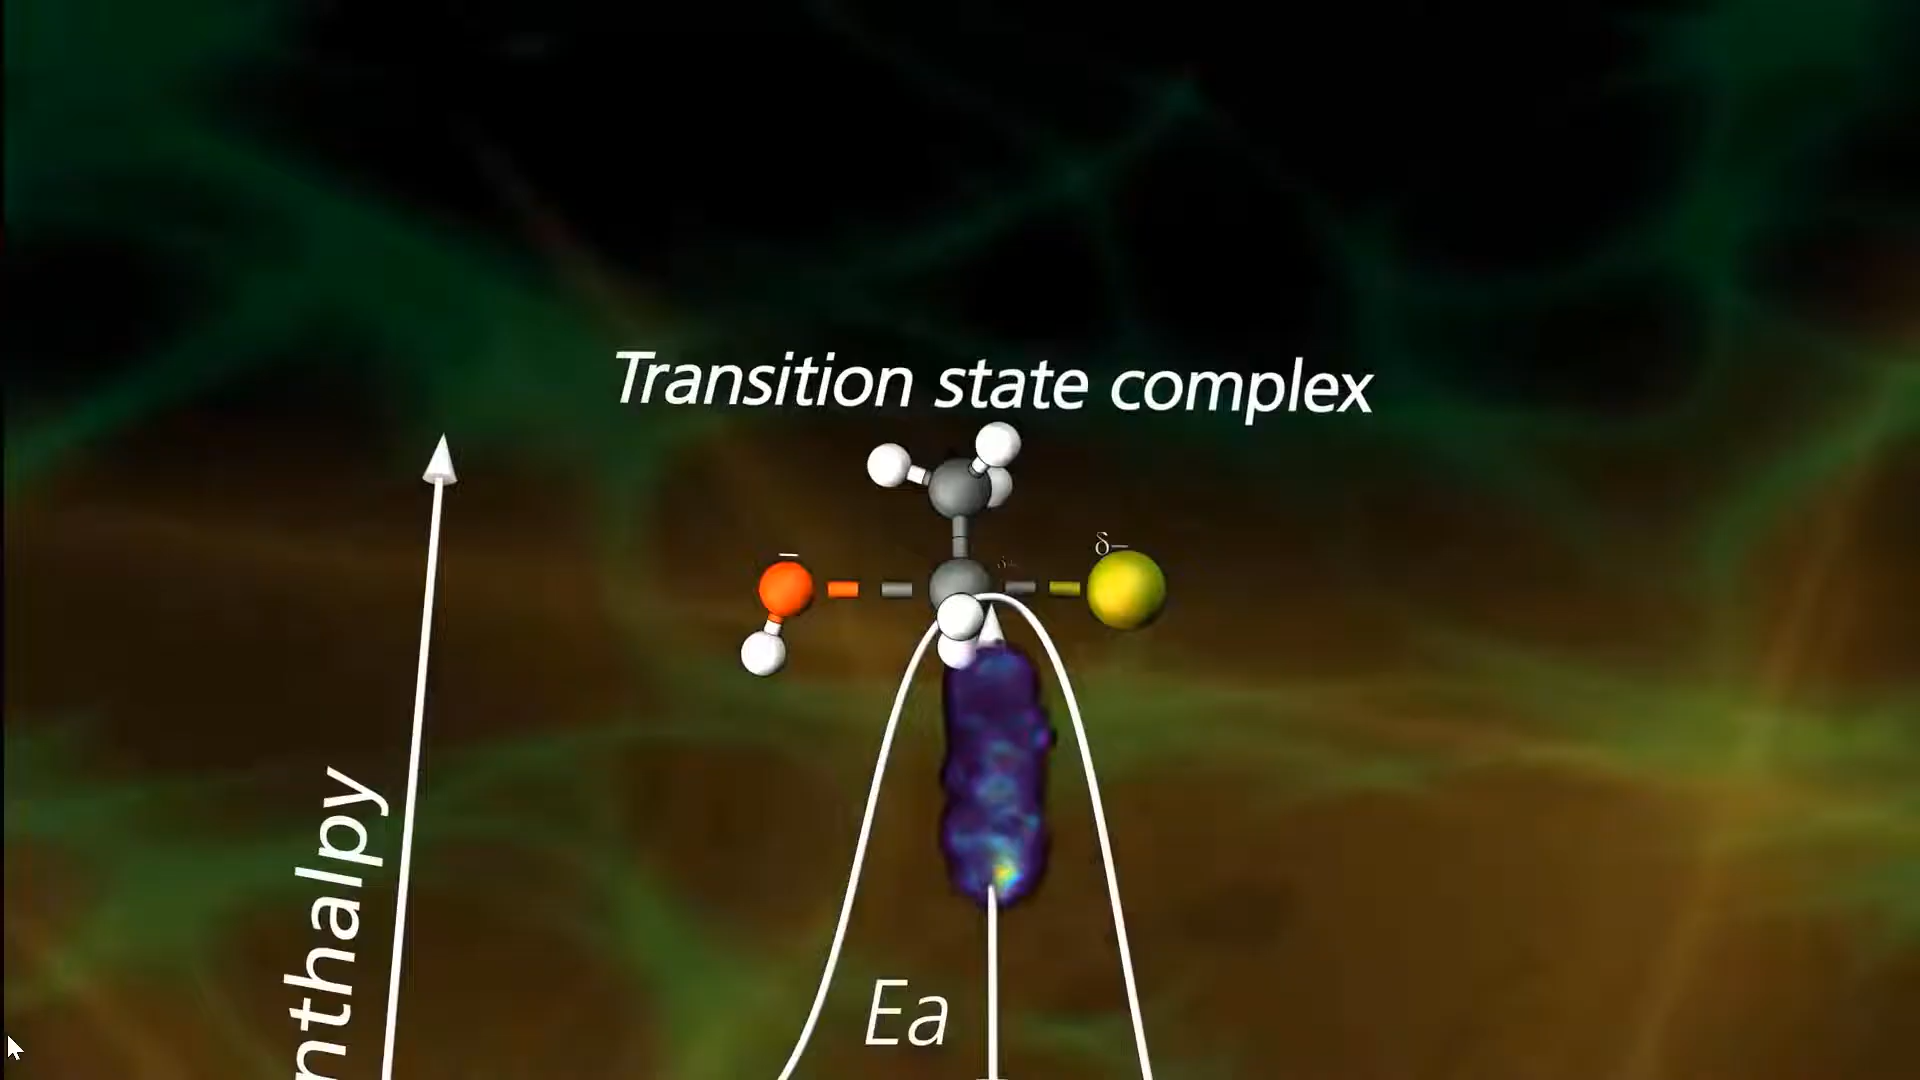 Transition state complex
–
δ–
δ+
nthalpy
Ea